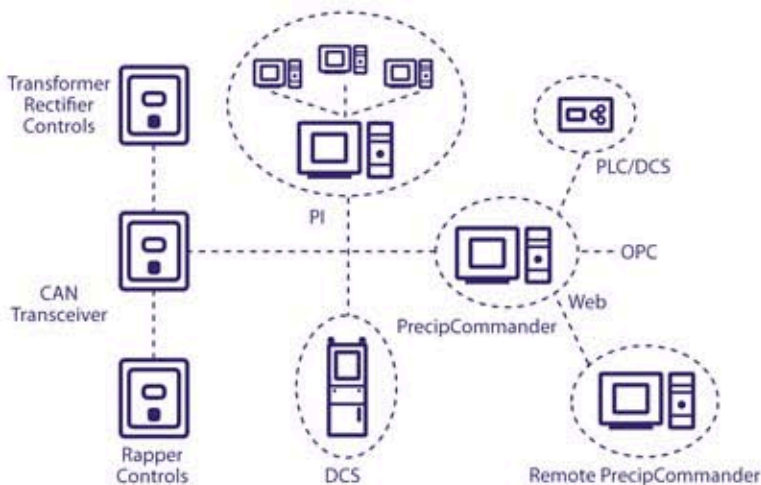 Transformer
Rectifier
Controls
PLC/DCS
PI
OPC
CAN
Transceiver
Web
PrecipCommander
Rapper
Controls
DCS
Remote PrecipCommander